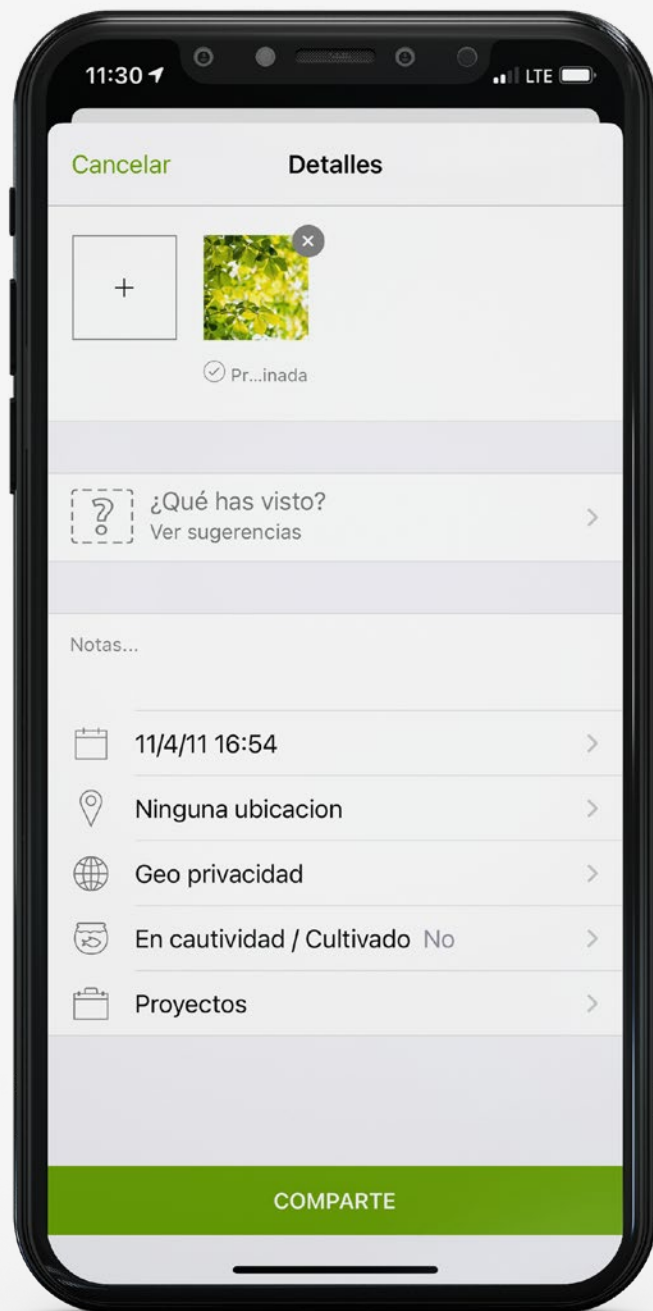 11:30 LTE
Cancelar Detalles
+
Pr...inada
¿Qué has visto?
Ver sugerencias
Notas...
11/4/11 16:54
Ninguna ubicacion
Geo privacidad
En cautividad / Cultivado No
Proyectos
COMPARTE